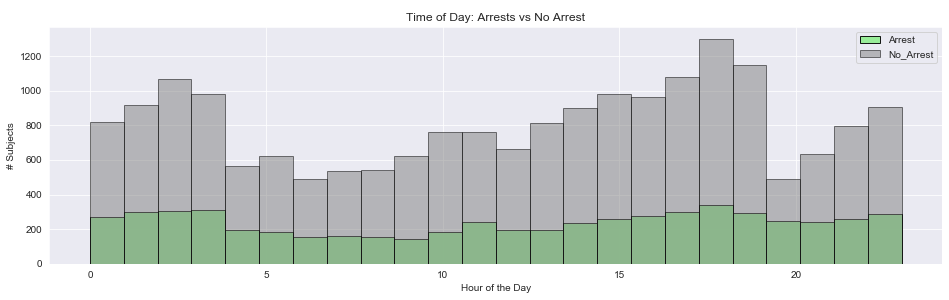 Time of Day: Arrests vs No Arrest
Arrest
No_Arrest
1200
1000
800
600
400
200
0
# Subjects
0 5 10 15 20
Hour of the Day